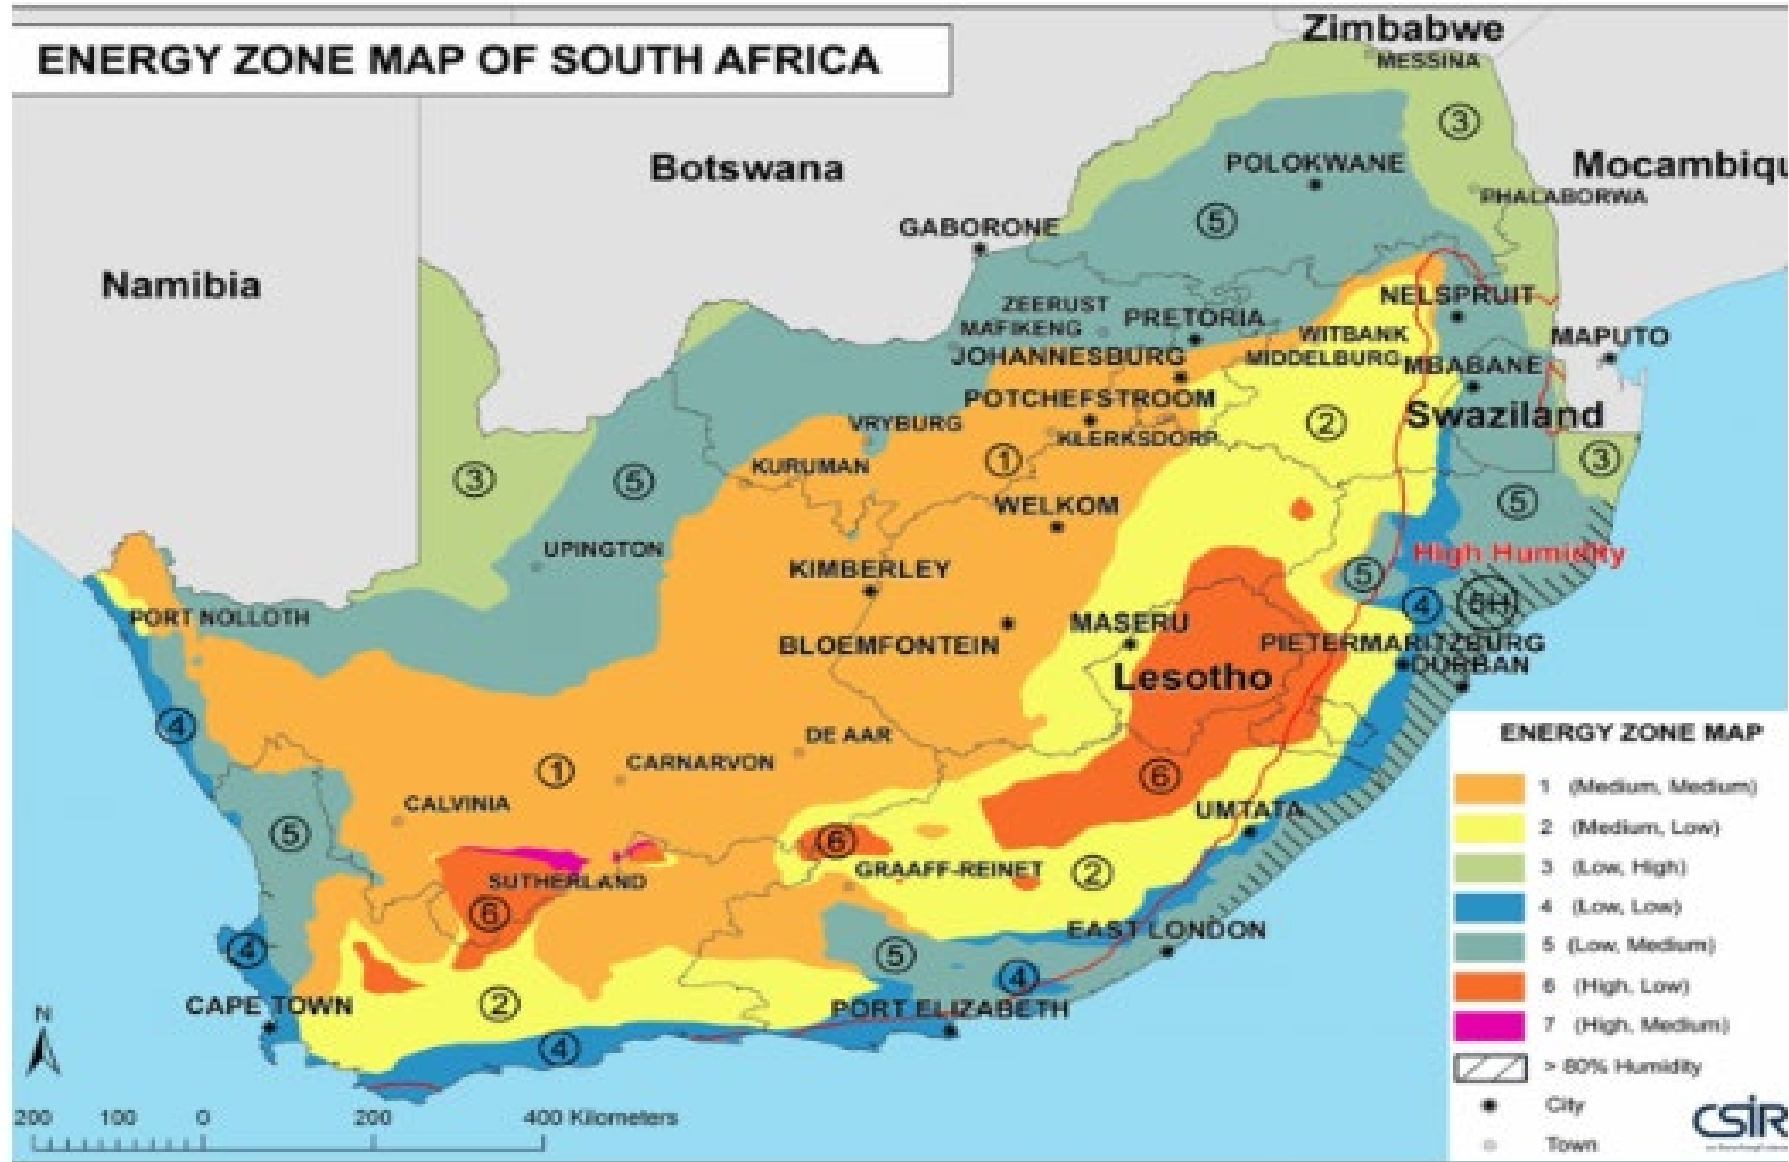 ENERGY ZONE MAP OF SOUTH AFRICA
Zimbabwe
MESSINA
3
Botswana
POLOKWANE
Mocambiqu
PHALABORWA
5
GABORONE
Namibia
NELSPRUIT
ZEERUST
PRETORIA
MAFIKENG
WITBANK
MAPUTO
JOHANNESBURG
MIDDELBURG
MBABANE
POTCHEFSTROOM
Swaziland
2
VRYBURG
KLERKSDORP
3
1
KURUMAN
3
5
WELKOM
5
UPINGTON
High Humidity
KIMBERLEY
5
4
5H
PORT NOLLOTH
MASERU
BLOEMFONTEIN
PIETERMARITZBURG
DURBAN
Lesotho
4
DE AAR
CARNARVON
1
6
CALVINIA
UMTATA
5
6
GRAAFF-REINET
2
SUTHERLAND
6
EAST LONDON
4
5
4
CAPE TOWN
2
PORT ELIZABETH
4
N
200 100 0 200 400 Kilometers
ENERGY ZONE MAP
1 (Medium, Medium)
2 (Medium, Low)
3 (Low, High)
4 (Low, Low)
5 (Low, Medium)
6 (High, Low)
7 (High, Medium)
> 80% Humidity
City
Town
CSIR